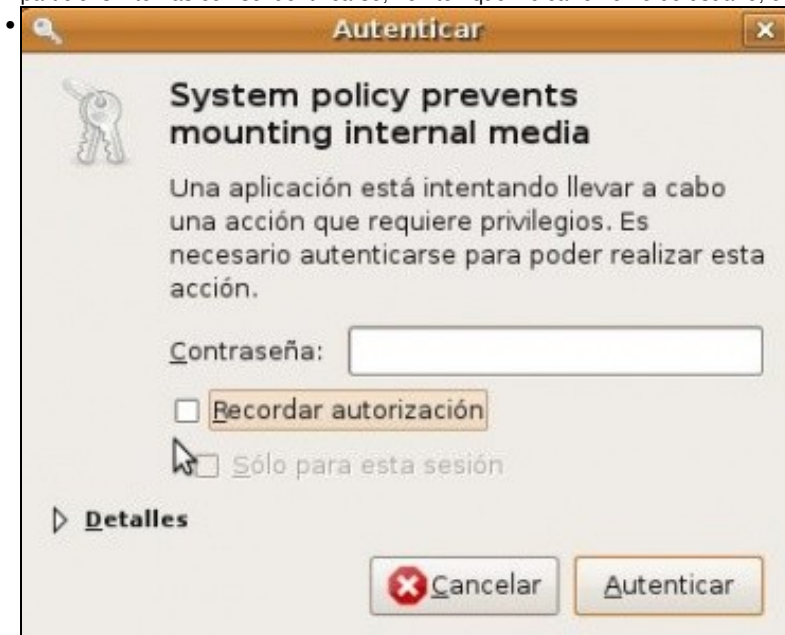 Autenticar
System policy prevents
mounting internal media
Una aplicación está intentando llevar a cabo
una acción que requiere privilegios. Es
necesario autenticarse para poder realizar esta
acción.
Contraseña:
Recordar autorización
Sólo para esta sesión
Detalles
Cancelar
Autenticar